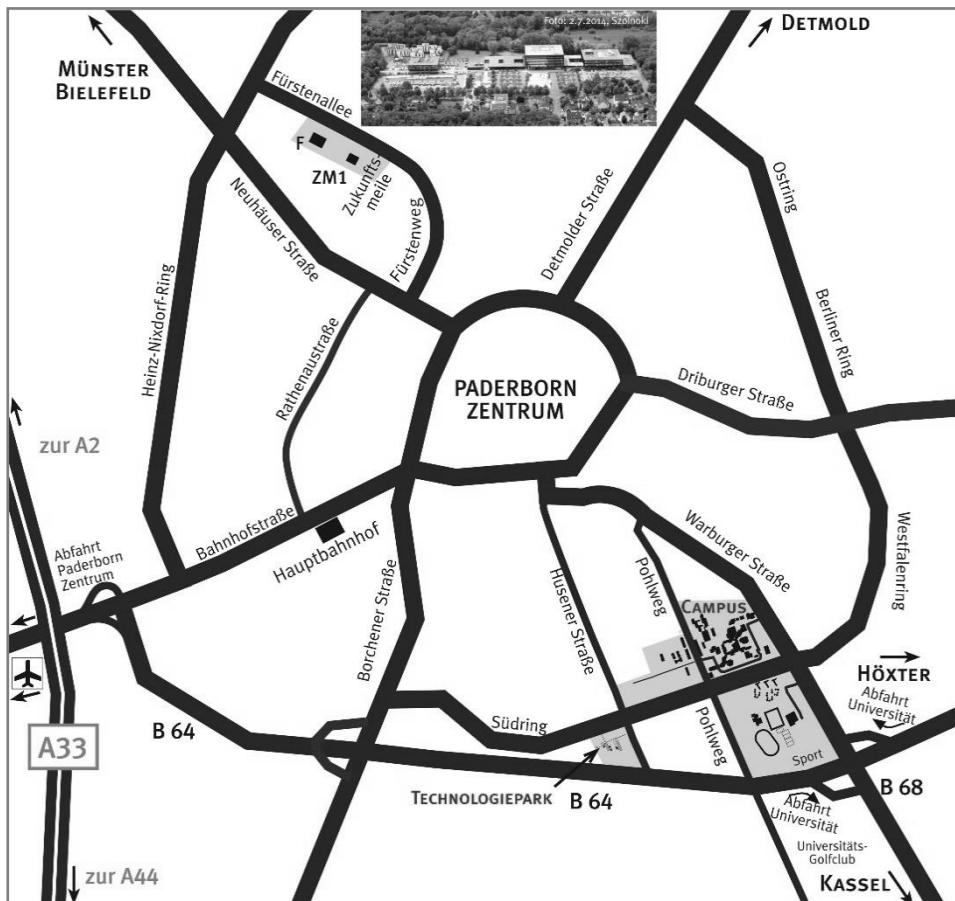 Foto: 2.7.2014, Szolnoki
DETMOLD
MÜNSTER
BIELEFELD
Fürstenallee
F
ZM1
Zukunfts-
meile
Neuhäuser Straße
Fürstenweg
Detmolder Straße
Ostring
Heinz-Nixdorf-Ring
Rathenaustraße
Berliner Ring
PADERBORN
ZENTRUM
Driburger Straße
zur A2
Abfahrt
Paderborn
Zentrum
Bahnhofstraße
Hauptbahnhof
Borchener Straße
Husener Straße
Pohlweg
Warburger Straße
Westfalenring
CAMPUS
HÖXTER
Abfahrt
Universität
A33
B 64
Südring
Pohlweg
Sport
TECHNOLOGIEPARK
B 64
B 68
Abfahrt
Universität
Universitäts-
Golfclub
KASSEL
zur A44